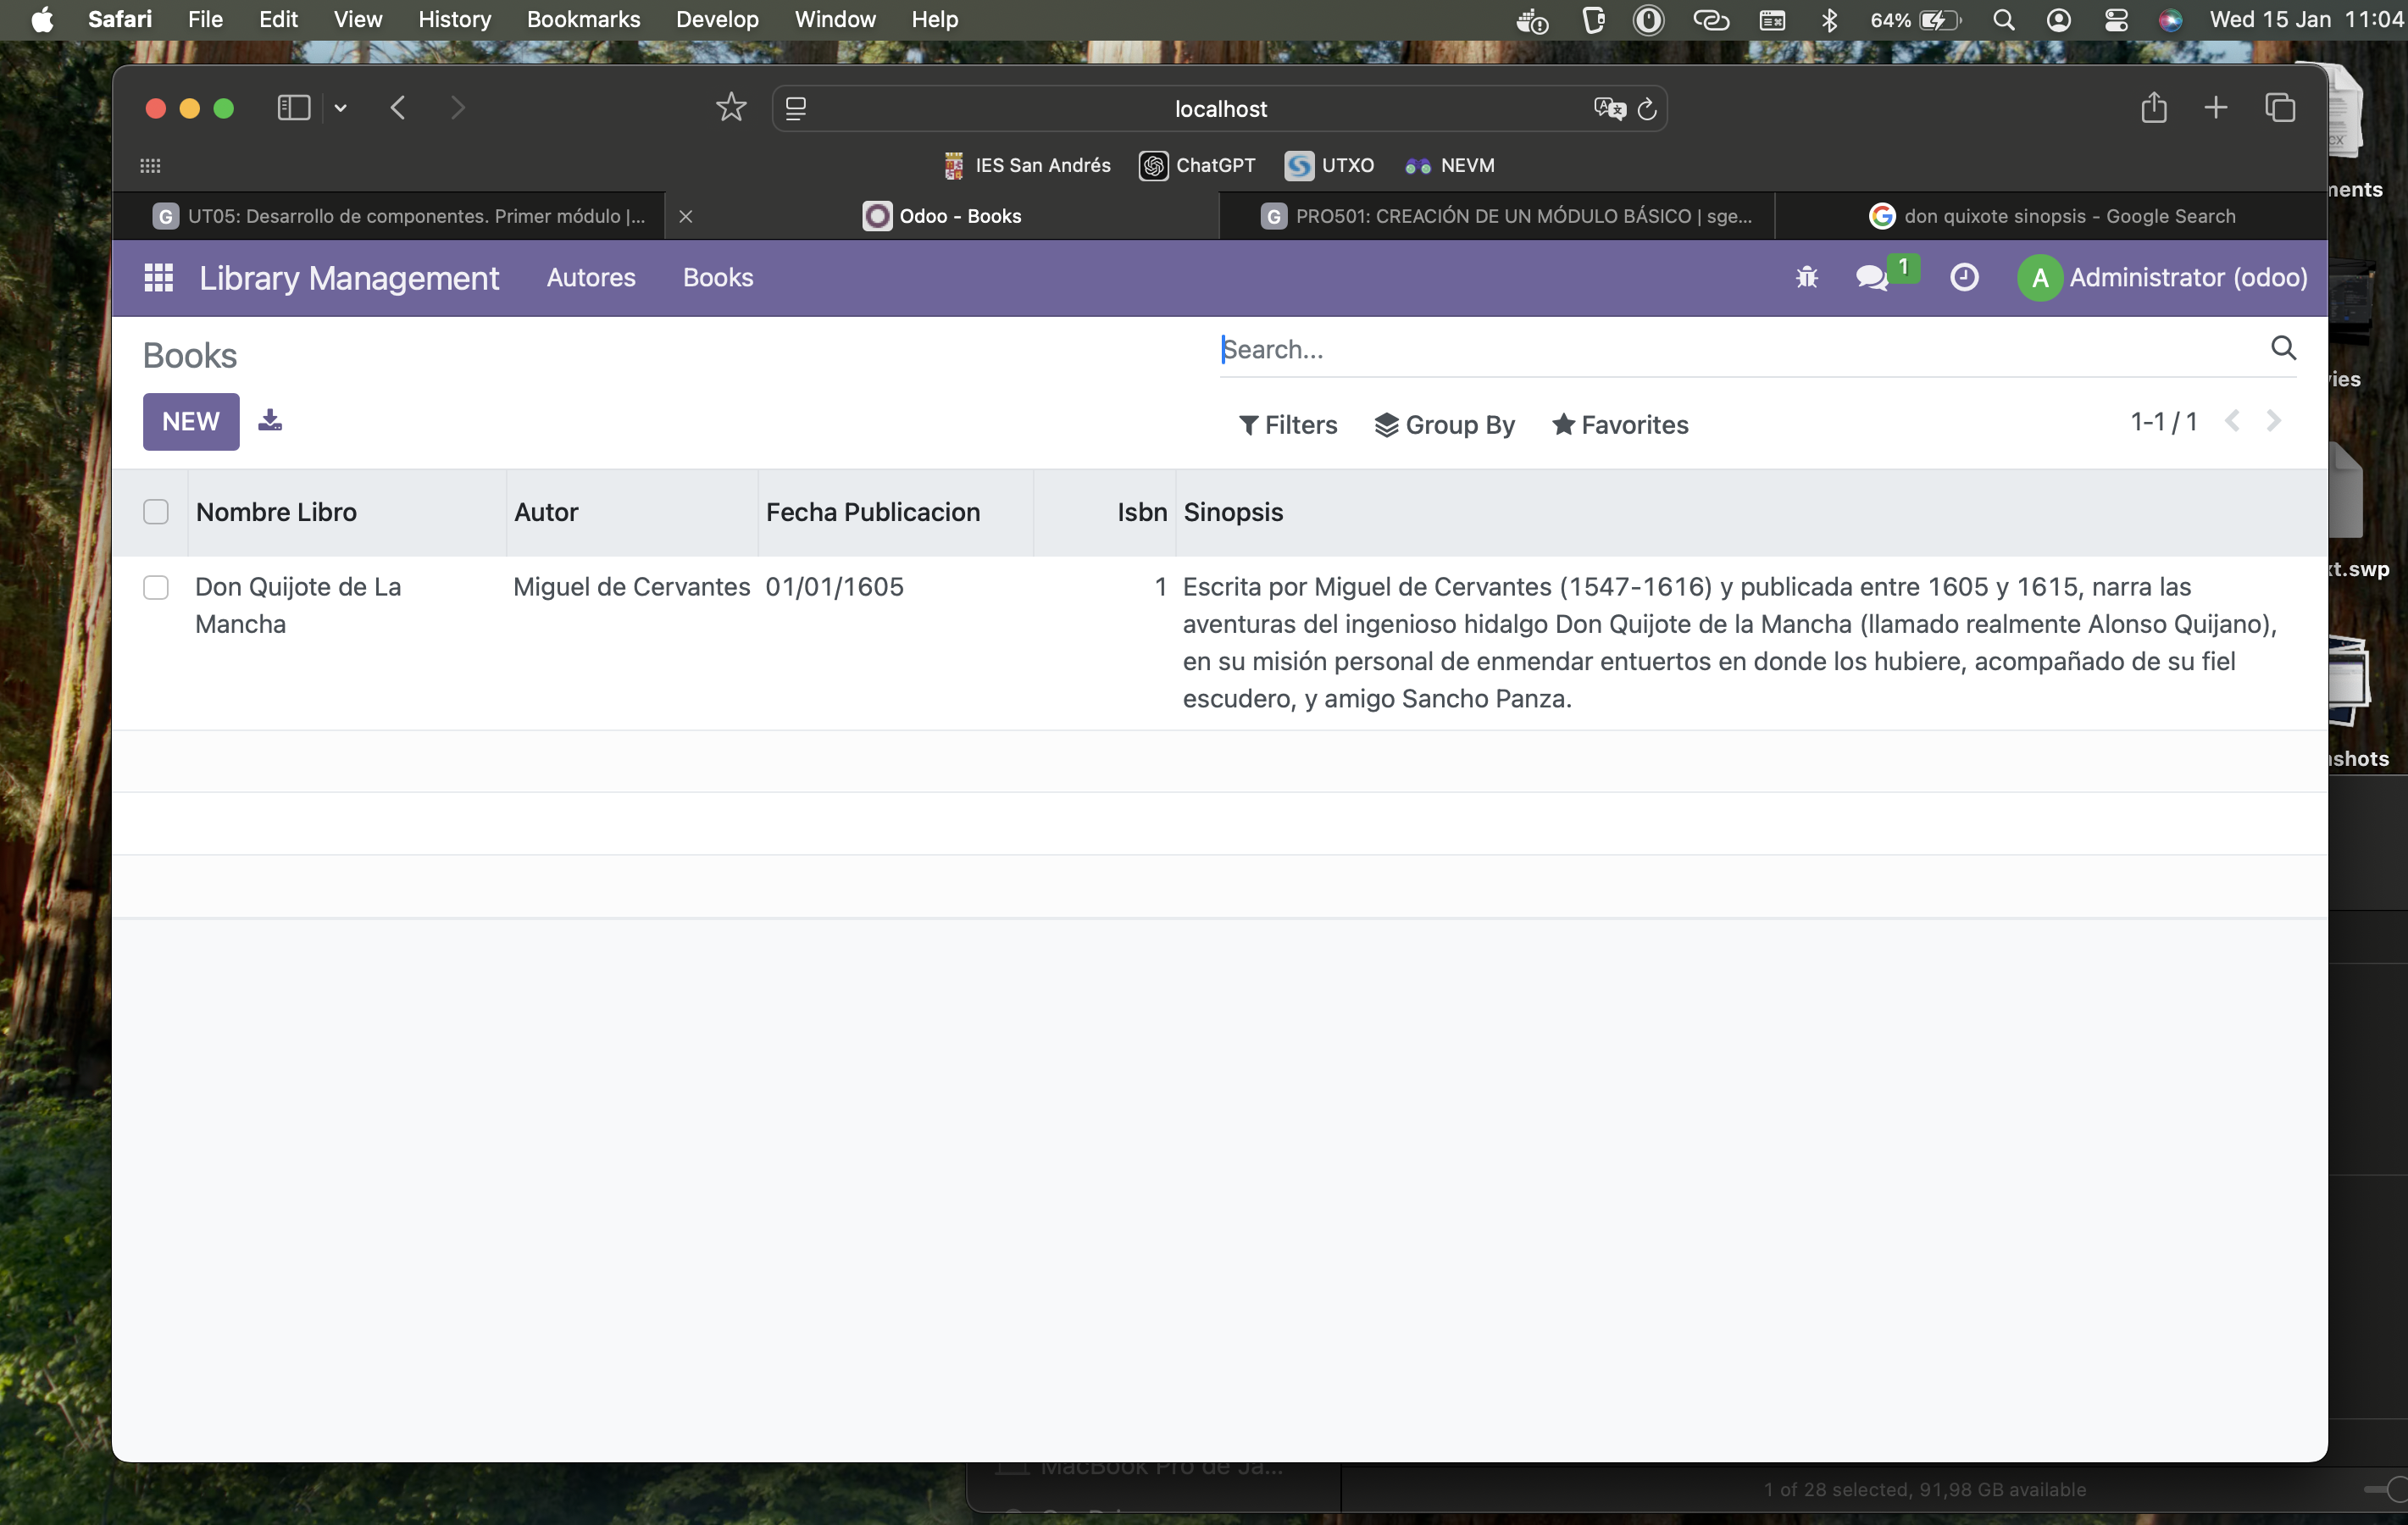 Safari File Edit View History Bookmarks Develop Window Help 64% Wed 15 Jan 11:04
localhost
IES San Andrés ChatGPT UTXO NEVM
UT05: Desarrollo de componentes. Primer módulo |... Odoo - Books PRO501: CREACIÓN DE UN MÓDULO BÁSICO | sge... don quixote sinopsis - Google Search
Library Management Autores Books 1 A Administrator (odoo)
Books Search...
NEW Filters Group By Favorites 1-1 / 1
Nombre Libro Autor Fecha Publicacion Isbn Sinopsis
Don Quijote de La Miguel de Cervantes 01/01/1605 1 Escrita por Miguel de Cervantes (1547-1616) y publicada entre 1605 y 1615, narra las
Mancha aventuras del ingenioso hidalgo Don Quijote de la Mancha (llamado realmente Alonso Quijano),
en su misión personal de enmendar entuertos en donde los hubiere, acompañado de su fiel
escudero, y amigo Sancho Panza.
MacBook Pro de Ja...
1 of 28 selected, 91,98 GB available